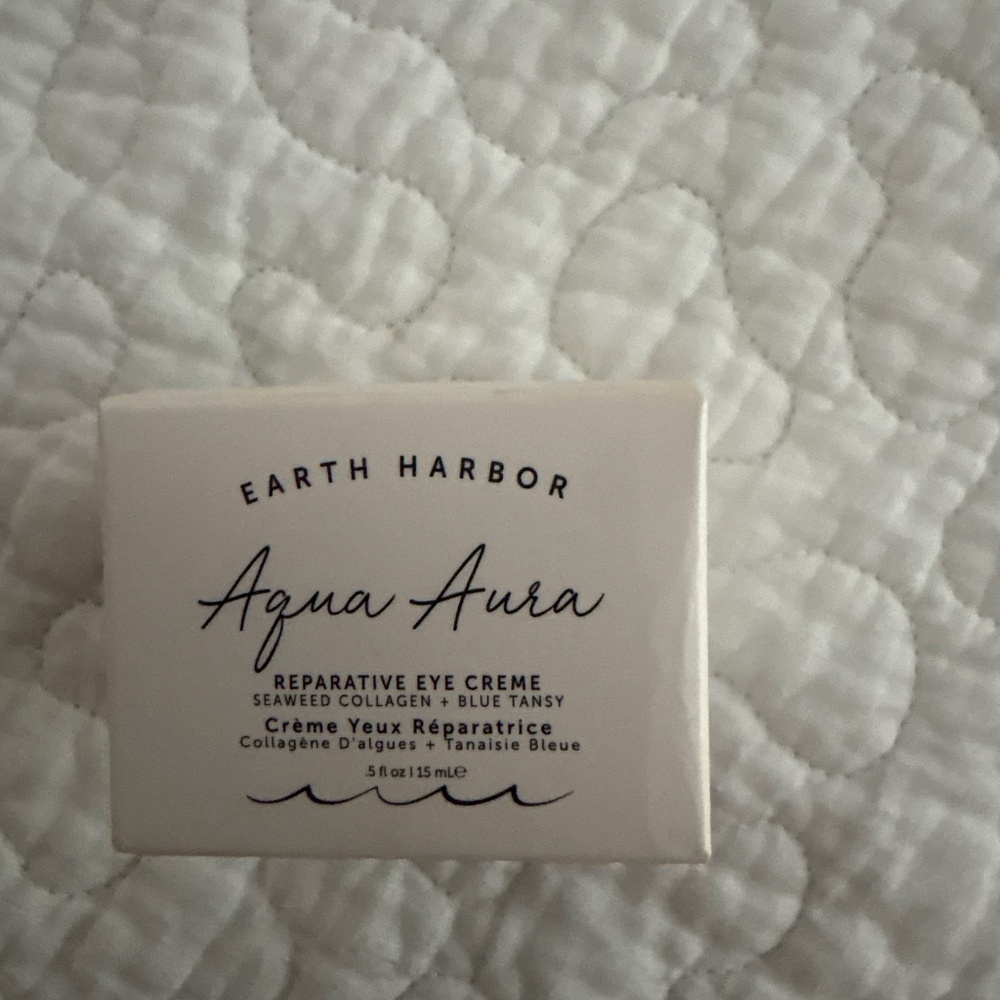 EARTH HARBOR
Aqua Aura
REPARATIVE EYE CREME
SEAWEED COLLAGEN + BLUE TANSY
Crème Yeux Réparatrice
Collagène D'algues + Tanaisie Bleue
.5 fl oz | 15 mL℮